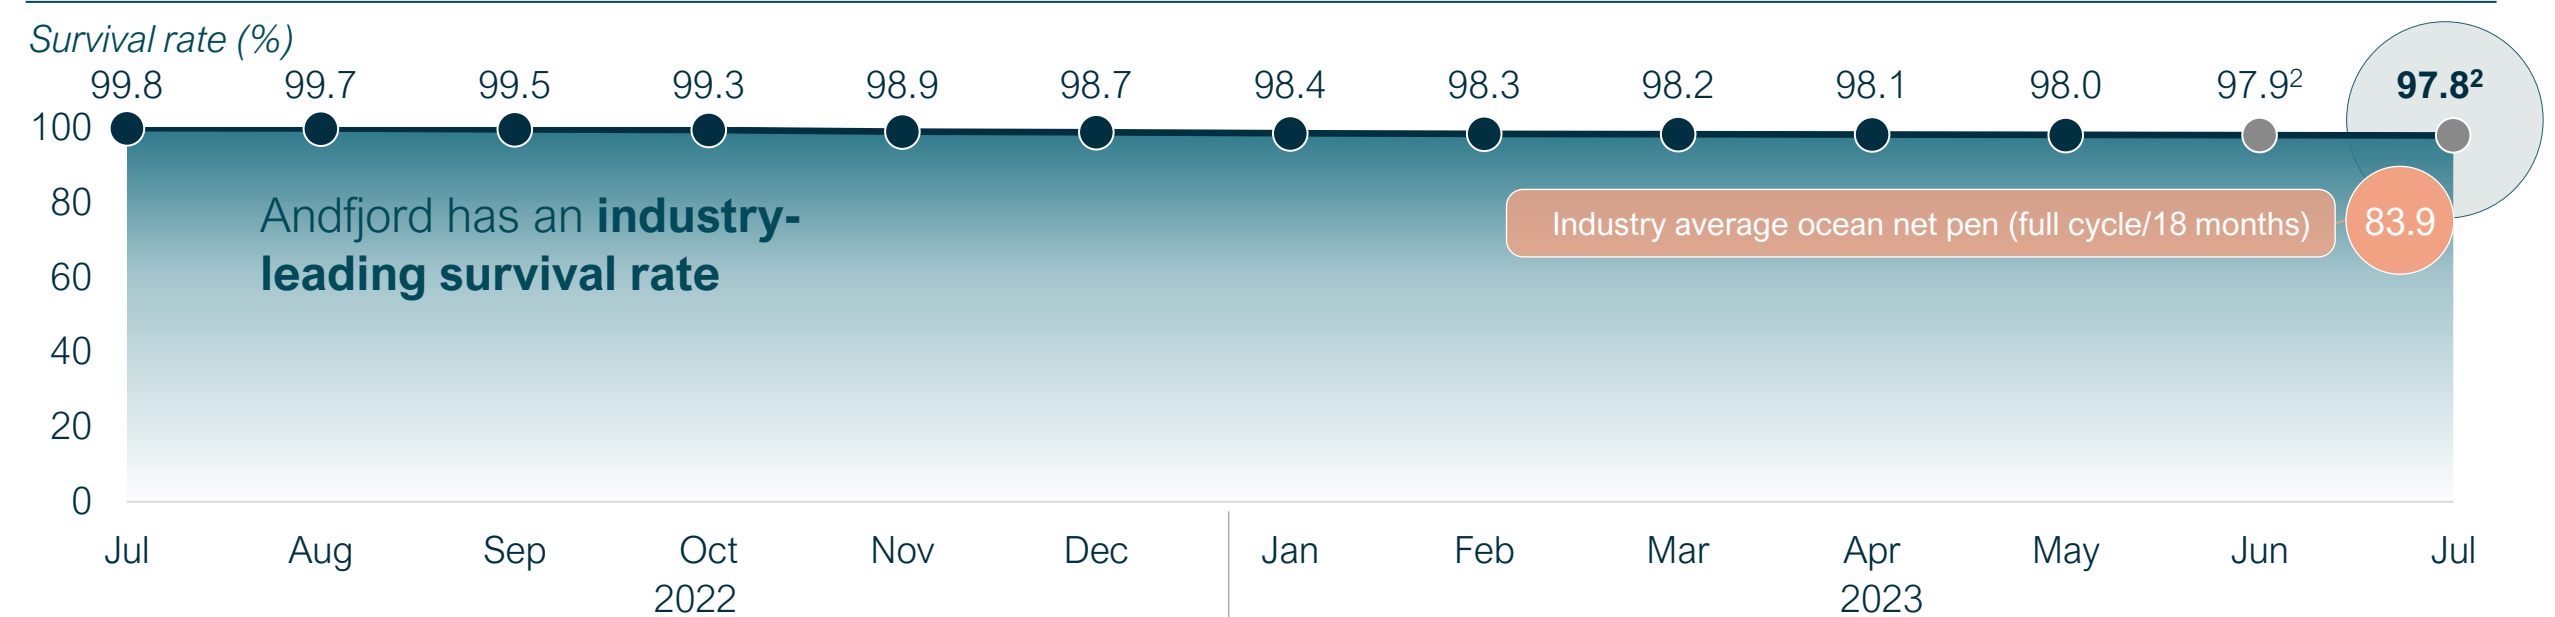 Survival rate (%)
99.8 99.7 99.5 99.3 98.9 98.7 98.4 98.3 98.2 98.1 98.0 97.9² 97.8²
100
80
Andfjord has an industry-
leading survival rate
Industry average ocean net pen (full cycle/18 months) 83.9
60
40
20
0
Jul Aug Sep Oct Nov Dec Jan Feb Mar Apr May Jun Jul
2022 2023